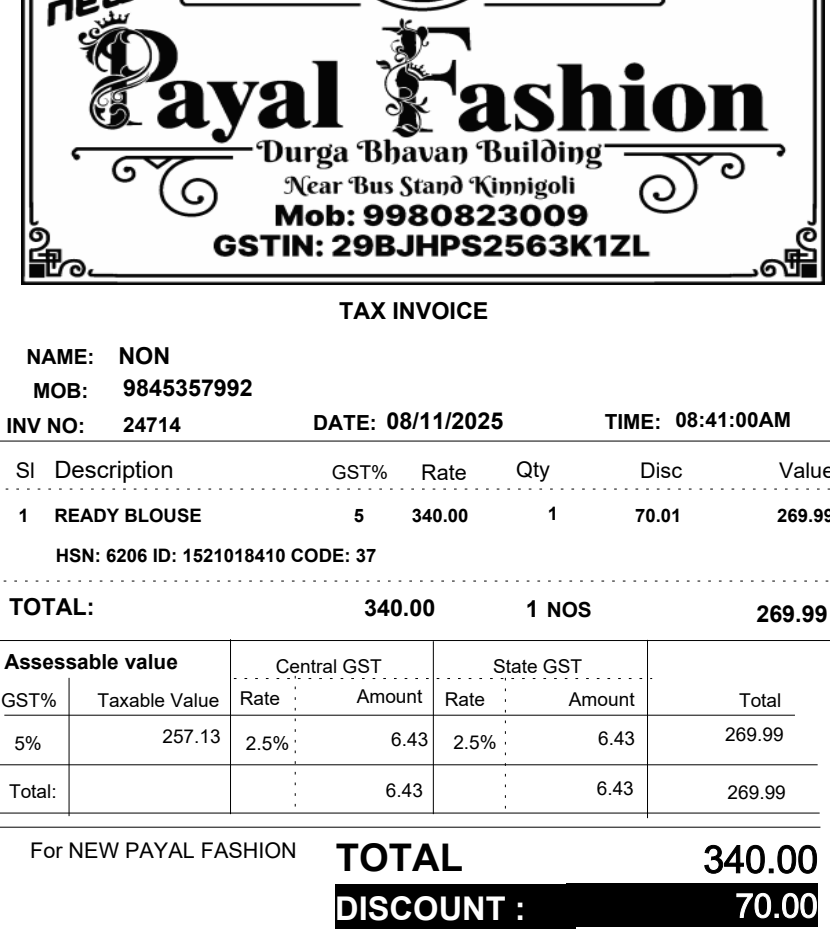 new
Payal Fashion
Durga Bhavan Building
Near Bus Stand Kinnigoli
Mob: 9980823009
GSTIN: 29BJHPS2563K1ZL
TAX INVOICE
NAME: NON
MOB: 9845357992
INV NO: 24714 DATE: 08/11/2025 TIME: 08:41:00AM
Sl Description GST% Rate Qty Disc Value
1 READY BLOUSE 5 340.00 1 70.01 269.99
HSN: 6206 ID: 1521018410 CODE: 37
TOTAL: 340.00 1 NOS 269.99
Assessable value Central GST State GST
GST% Taxable Value Rate Amount Rate Amount Total
5% 257.13 2.5% 6.43 2.5% 6.43 269.99
Total: 6.43 6.43 269.99
For NEW PAYAL FASHION TOTAL 340.00
DISCOUNT : 70.00